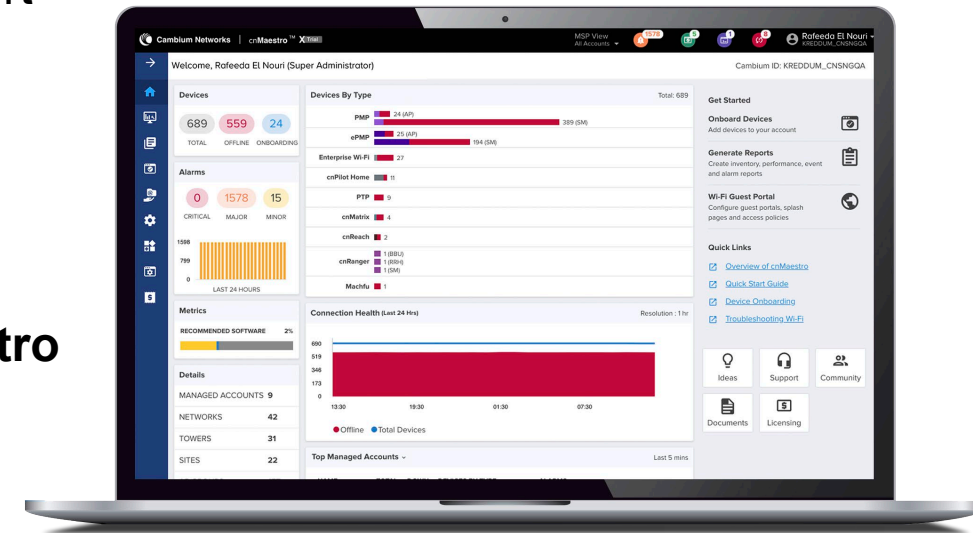 rt
tro
Cambium Networks | cnMaestro™ X Trial
MSP View
All Accounts
1578
5
1
8
Rafeeda El Nouri
KREDDUM_CNSNGQA
Welcome, Rafeeda El Nouri (Super Administrator)
Cambium ID: KREDDUM_CNSNGQA
Devices
689 559 24
TOTAL OFFLINE ONBOARDING
Alarms
0 1578 15
CRITICAL MAJOR MINOR
1598
799
0
LAST 24 HOURS
Metrics
RECOMMENDED SOFTWARE 2%
Details
MANAGED ACCOUNTS 9
NETWORKS 42
TOWERS 31
SITES 22
Devices By Type Total: 689
PMP 24 (AP)
389 (SM)
ePMP 25 (AP)
194 (SM)
Enterprise Wi-Fi 27
cnPilot Home 11
PTP 9
cnMatrix 4
cnReach 2
cnRanger 1 (BBU)
1 (RRH)
1 (SM)
Machfu 1
Connection Health (Last 24 Hrs) Resolution : 1 hr
690
519
346
173
0
13:30 19:30 01:30 07:30
Offline Total Devices
Top Managed Accounts Last 5 mins
Get Started
Onboard Devices
Add devices to your account
Generate Reports
Create inventory, performance, event
and alarm reports
Wi-Fi Guest
Portal
Configure guest portals, splash
pages and access policies
Quick Links
Overview of cnMaestro
Quick Start Guide
Device Onboarding
Troubleshooting Wi-Fi
Ideas Support Community
Documents Licensing